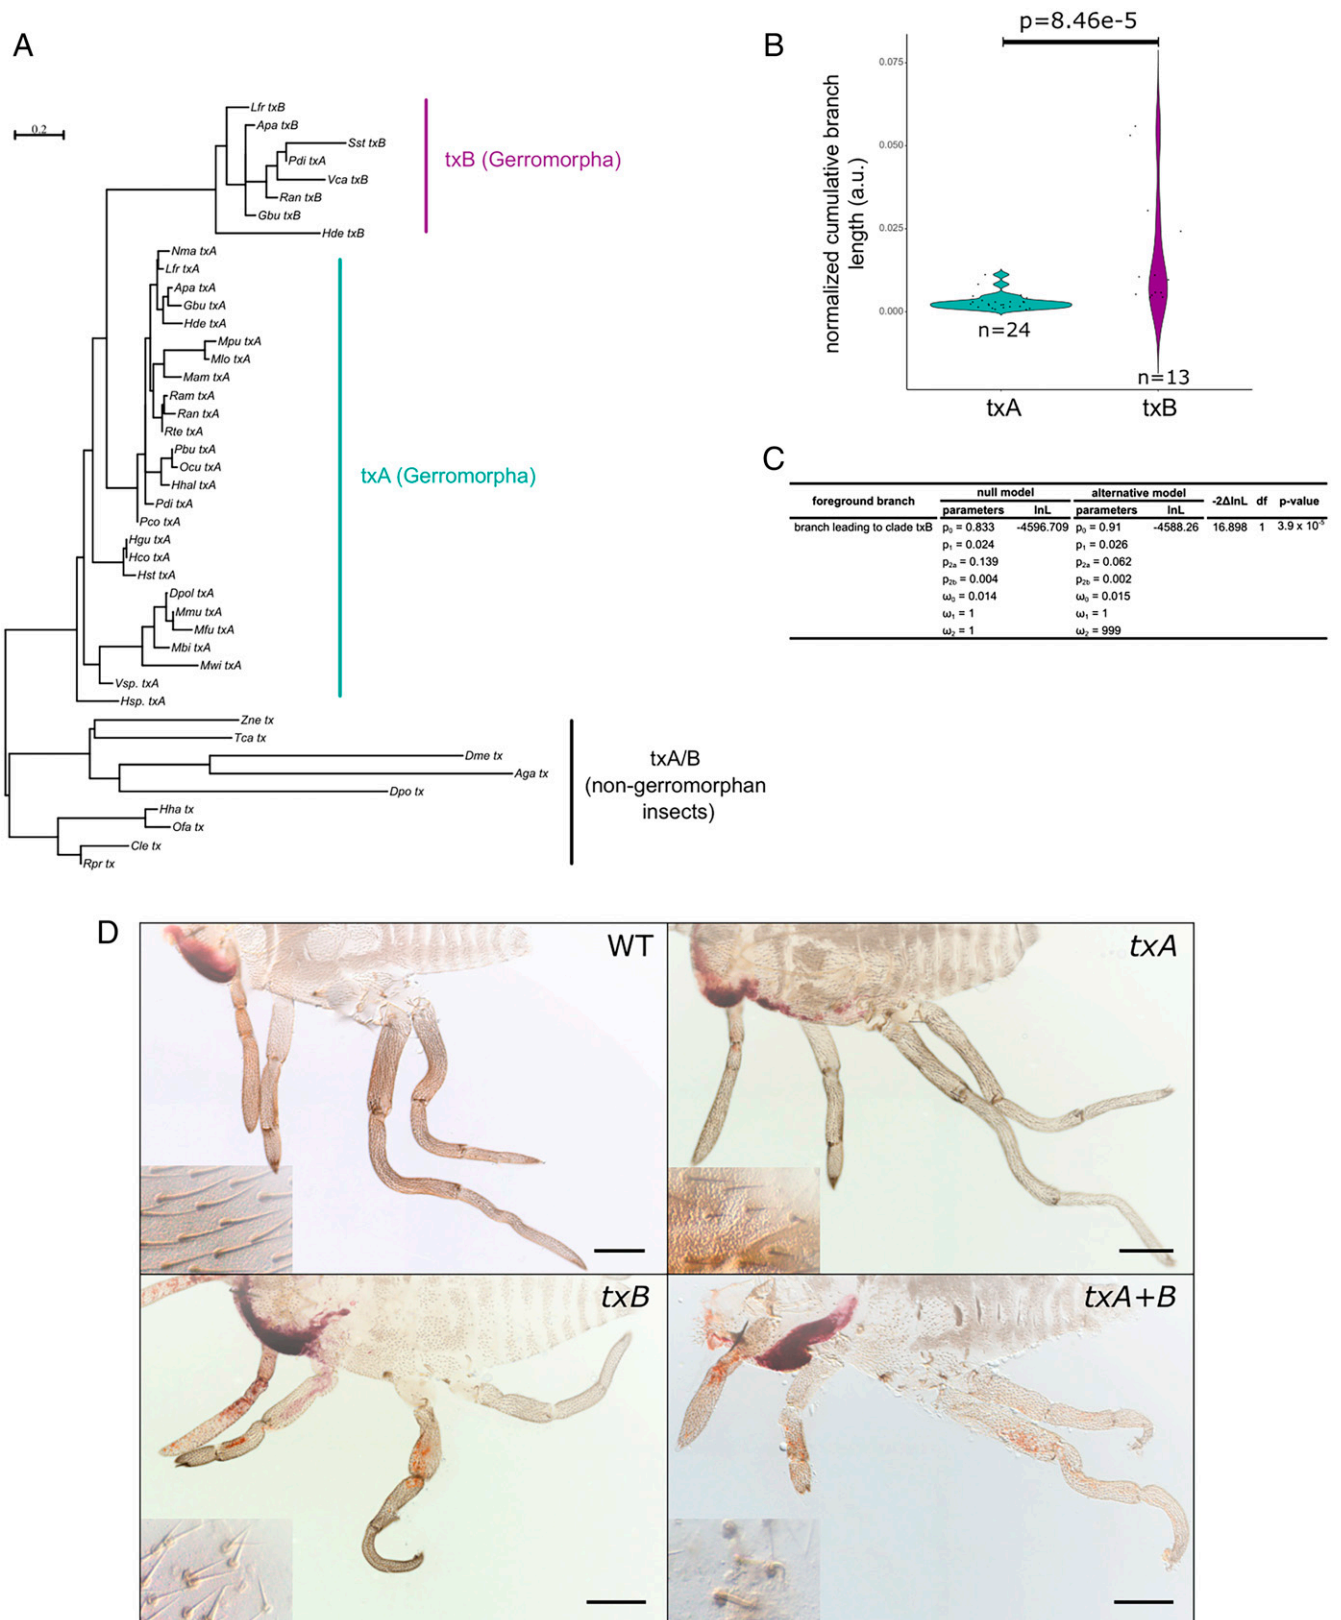 A
0.2
Lfr txB
Apa txB
Sst txB
Pdi txA
Vca txB
Ran txB
Gbu txB
Hde txB
txB (Gerromorpha)
Nma txA
Lfr txA
Apa txA
Gbu txA
Hde txA
Mpu txA
Mlo txA
Mam txA
Ram txA
Ran txA
Rte txA
Pbu txA
Ocu txA
Hhal txA
Pdi txA
Pco txA
Hgu txA
Hco txA
Hst txA
Dpol txA
Mmu txA
Mfu txA
Mbi txA
Mwi txA
Vsp. txA
Hsp. txA
txA (Gerromorpha)
Zne tx
Tca tx
Dme tx
Aga tx
Dpo tx
Hha tx
Ofa tx
Cle tx
Rpr tx
txA/B
(non-gerromorphan
insects)
B
p=8.46e-5
normalized cumulative branch
length (a.u.)
0.075
0.050
0.025
0.000
n=24
n=13
txA txB
C
foreground branch null model alternative model -2ΔlnL df p-value
parameters lnL parameters lnL
branch leading to clade txB p₀ = 0.833 -4596.709 p₀ = 0.91 -4588.26 16.898 1 3.9 x 10⁻⁵
p₁ = 0.024 p₁ = 0.026
p₂ₐ = 0.139 p₂ₐ = 0.062
p2b = 0.004 p2b = 0.002
ω₀ = 0.014 ω₀ = 0.015
ω₁ = 1 ω₁ = 1
ω₂ = 1 ω₂ = 999
D
WT
txA
txB
txA+B